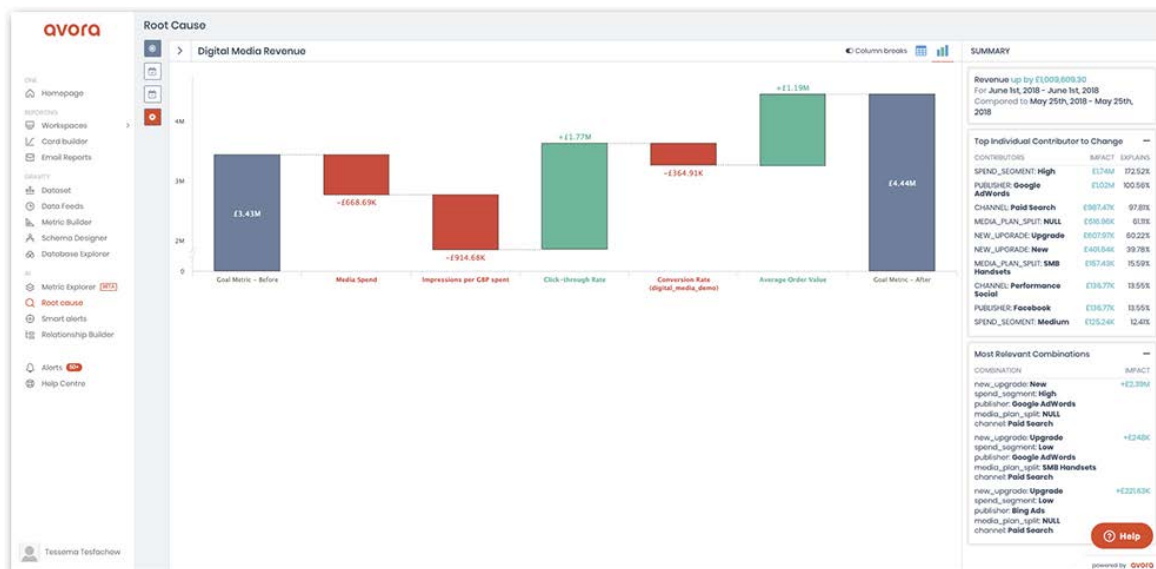 avora
Root Cause
Digital Media Revenue
Column breaks
SUMMARY
ONE
Homepage
REPORTING
Workspaces
Card builder
Email Reports
GRAVITY
Dataset
Data Feeds
Metric Builder
Schema Designer
Database Explorer
AI
Metric Explorer BETA
Root cause
Smart alerts
Relationship Builder
Alerts 50+
Help Centre
Tessema Tesfachew
4M
3M
2M
0
£3.43M
-£668.69K
-£914.68K
+£1.77M
-£364.91K
+£1.19M
£4.44M
Goal Metric - Before
Media Spend
Impressions per GBP spent
Click-through Rate
Conversion Rate
(digital_media_demo)
Average Order Value
Goal Metric - After
Revenue up by £1,009,609.30
For June 1st, 2018 - June 1st,
2018
Compared to May 25th, 2018 - May 25th,
2018
Top Individual Contributor to Change
CONTRIBUTORS IMPACT EXPLAINS
SPEND_SEGMENT: High £1.74M 172.52%
PUBLISHER: Google £1.02M 100.56%
AdWords
CHANNEL: Paid Search £987.47K 97.81%
MEDIA_PLAN_SPLIT: NULL £616.96K 61.11%
NEW_UPGRADE: Upgrade £607.97K 60.22%
NEW_UPGRADE: New £401.64K 39.78%
MEDIA_PLAN_SPLIT: SMB £157.43K 15.59%
Handsets
CHANNEL: Performance £136.77K 13.55%
Social
PUBLISHER: Facebook £136.77K 13.55%
SPEND_SEGMENT: Medium £125.24K 12.41%
Most Relevant Combinations
COMBINATION IMPACT
new_upgrade: New +£2.39M
spend_segment: High
publisher: Google AdWords
media_plan_split: NULL
channel: Paid Search
new_upgrade: Upgrade +£248K
spend_segment: Low
publisher: Google AdWords
media_plan_split: SMB Handsets
channel: Paid Search
new_upgrade: Upgrade +£221.63K
spend_segment: Low
publisher: Bing Ads
media_plan_split: NULL
channel: Paid Search
Help
powered by avora